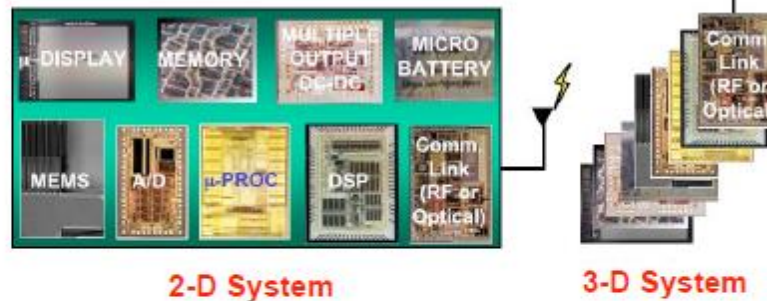 μ-DISPLAY
MEMORY
MULTIPLE
OUTPUT
DC-DC
MICRO
BATTERY
MEMS
A/D
μ-PROC
DSP
Comm.
Link
(RF or
Optical)
Comm.
Link
(RF or
Optical)
2-D System
3-D System